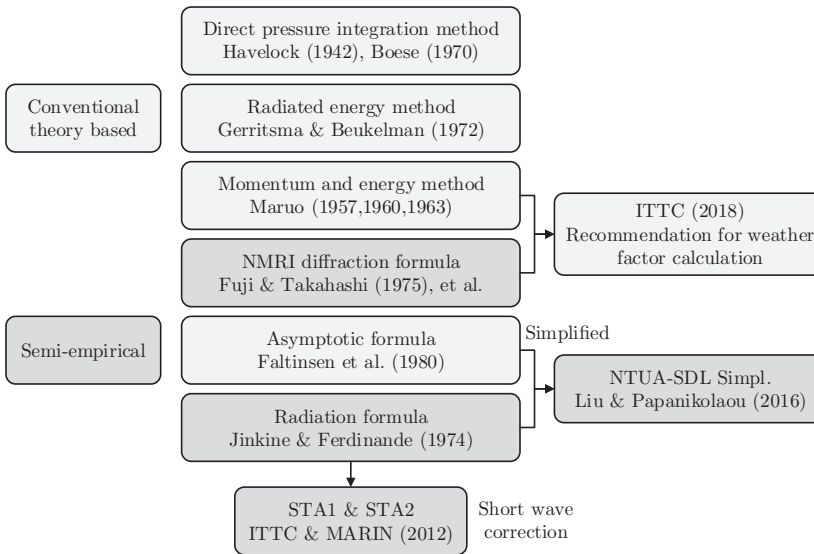 Direct pressure integration method
Havelock (1942), Boese (1970)
Conventional
theory based
Radiated energy method
Gerritsma & Beukelman (1972)
Momentum and energy method
Maruo (1957,1960,1963)
ITTC (2018)
Recommendation for weather
factor calculation
NMRI diffraction formula
Fuji & Takahashi (1975), et al.
Semi-empirical
Asymptotic formula
Faltinsen et al. (1980)
Simplified
NTUA-SDL Simpl.
Liu & Papanikolaou (2016)
Radiation formula
Jinkine & Ferdinande (1974)
STA1 & STA2
ITTC & MARIN (2012)
Short wave
correction